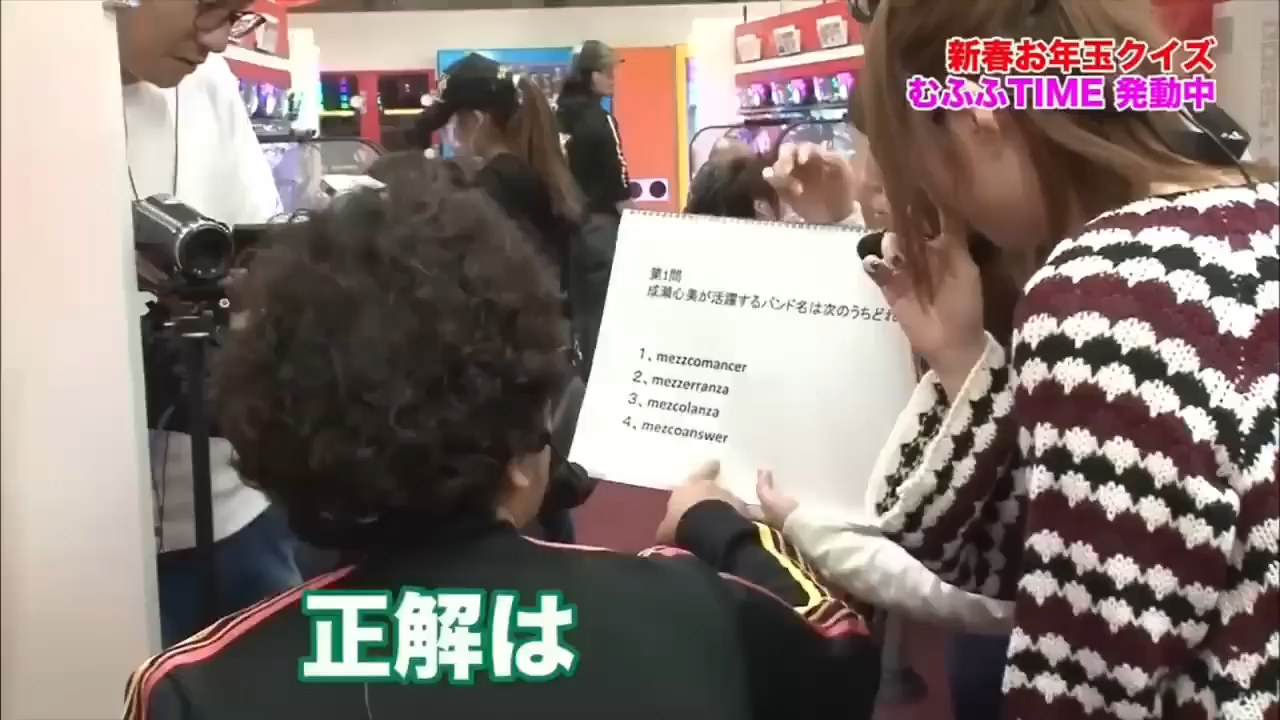 新春お年玉クイズ
むふふTIME 発動中
第1問
成瀬心美が活躍するバンド名は次のうちどれ
1、mezzcomancer
2、mezzerranza
3、mezcolanza
4、mezcoanswer
正解は